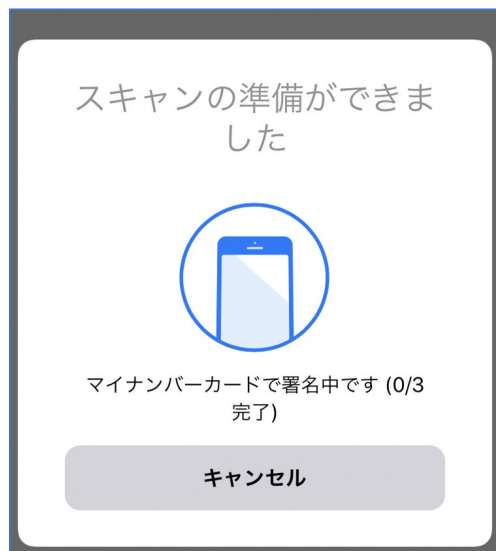 スキャンの準備ができま
した
マイナンバーカードで署名中です (0/3
完了)
キャンセル